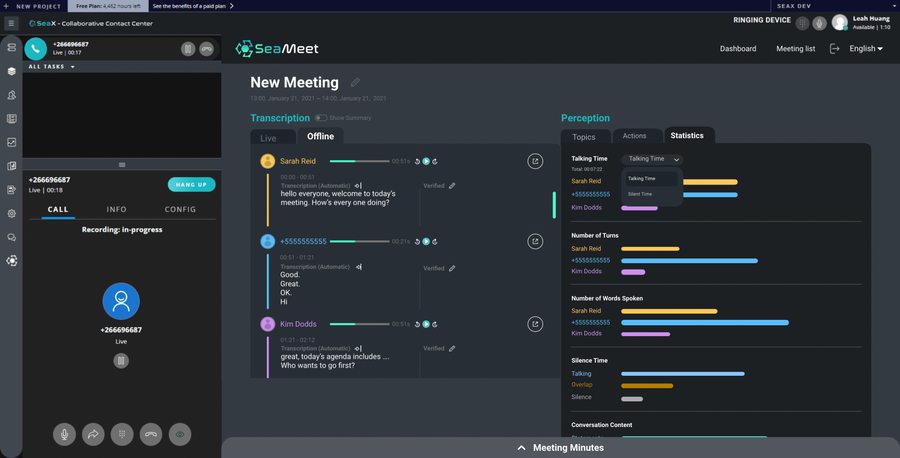 + NEW PROJECT
Free Plan: 4,462 hours left
See the benefits of a paid plan
SEAX DEV
SeaX - Collaborative Contact Center
RINGING DEVICE
Leah Huang
Available | 1:10
+266696687
Live | 00:17
ALL TASKS
+266696687
Live | 00:18
HANG UP
CALL
INFO
CONFIG
Recording: in-progress
+266696687
Live
SeaMeet
Dashboard
Meeting list
English
New Meeting
13:00, January 21, 2021 ~ 14:00, January, 21, 2021
Transcription
Show Summary
Live
Offline
Sarah Reid
00:51s
00:00 - 00:51
Transcription (Automatic)
Verified
hello everyone, welcome to today's
meeting. How's every one doing?
+5555555555
00:21s
00:51 - 01:21
Transcription (Automatic)
Verified
Good.
Great.
OK.
Hi
Kim Dodds
00:51s
01:21 - 02:12
Transcription (Automatic)
Verified
great, today's agenda includes ....
Who wants to go first?
Perception
Topics
Actions
Statistics
Talking Time
Talking Time
Total: 00:07:22
Talking Time
Silent Time
Sarah Reid
+5555555555
Kim Dodds
Number of Turns
Sarah Reid
+5555555555
Kim Dodds
Number of Words Spoken
Sarah Reid
+5555555555
Kim Dodds
Silence Time
Talking
Overlap
Silence
Conversation Content
Meeting Minutes